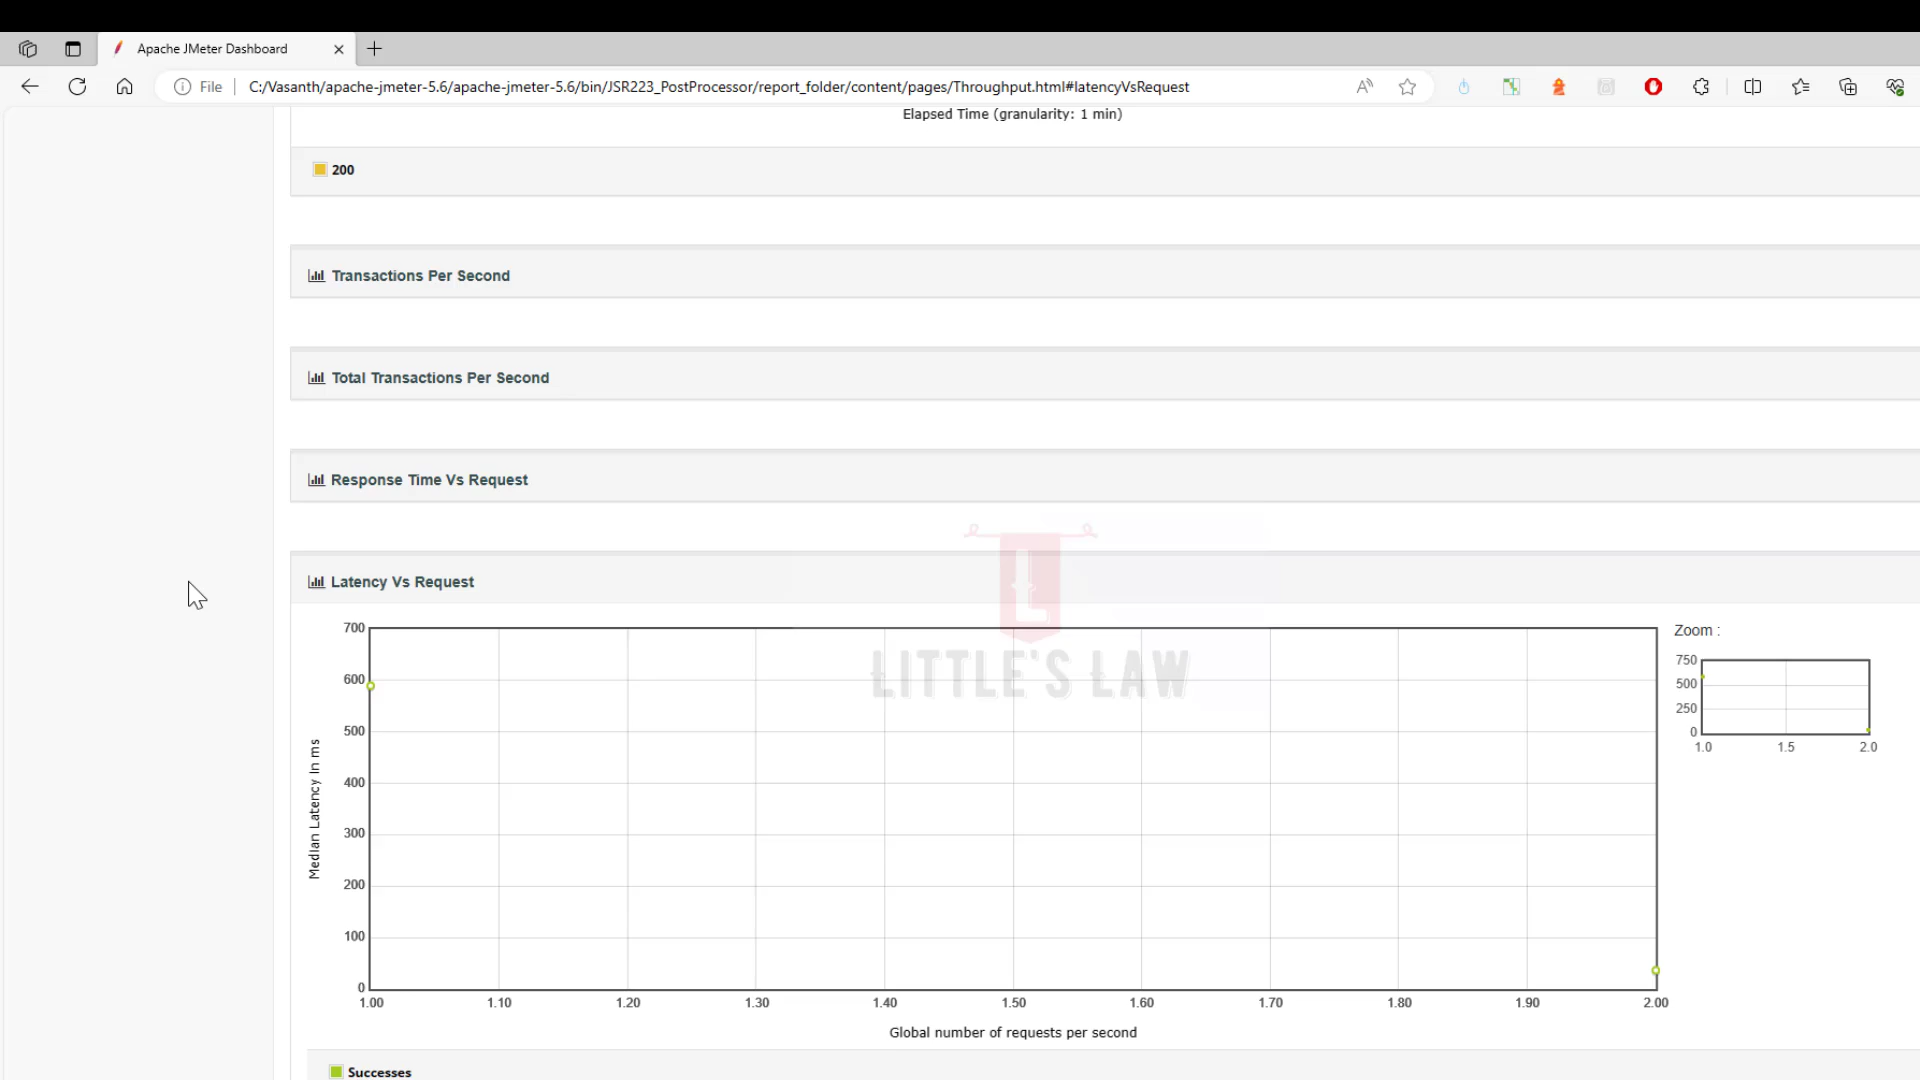 Apache JMeter Dashboard
File
C:/Vasanth/apache-jmeter-5.6/apache-jmeter-5.6/bin/JSR223_PostProcessor/report_folder/content/pages/Throughput.html#latencyVsRequest
Elapsed Time (granularity: 1 min)
200
Transactions Per Second
Total Transactions Per Second
Response Time Vs Request
Latency Vs Request
LITTLE'S LAW
Zoom :
700
600
500
400
300
200
100
0
Median Latency In ms
1.00 1.10 1.20 1.30 1.40 1.50 1.60 1.70 1.80 1.90 2.00
Global number of requests per second
750
500
250
0
1.0 1.5 2.0
Successes